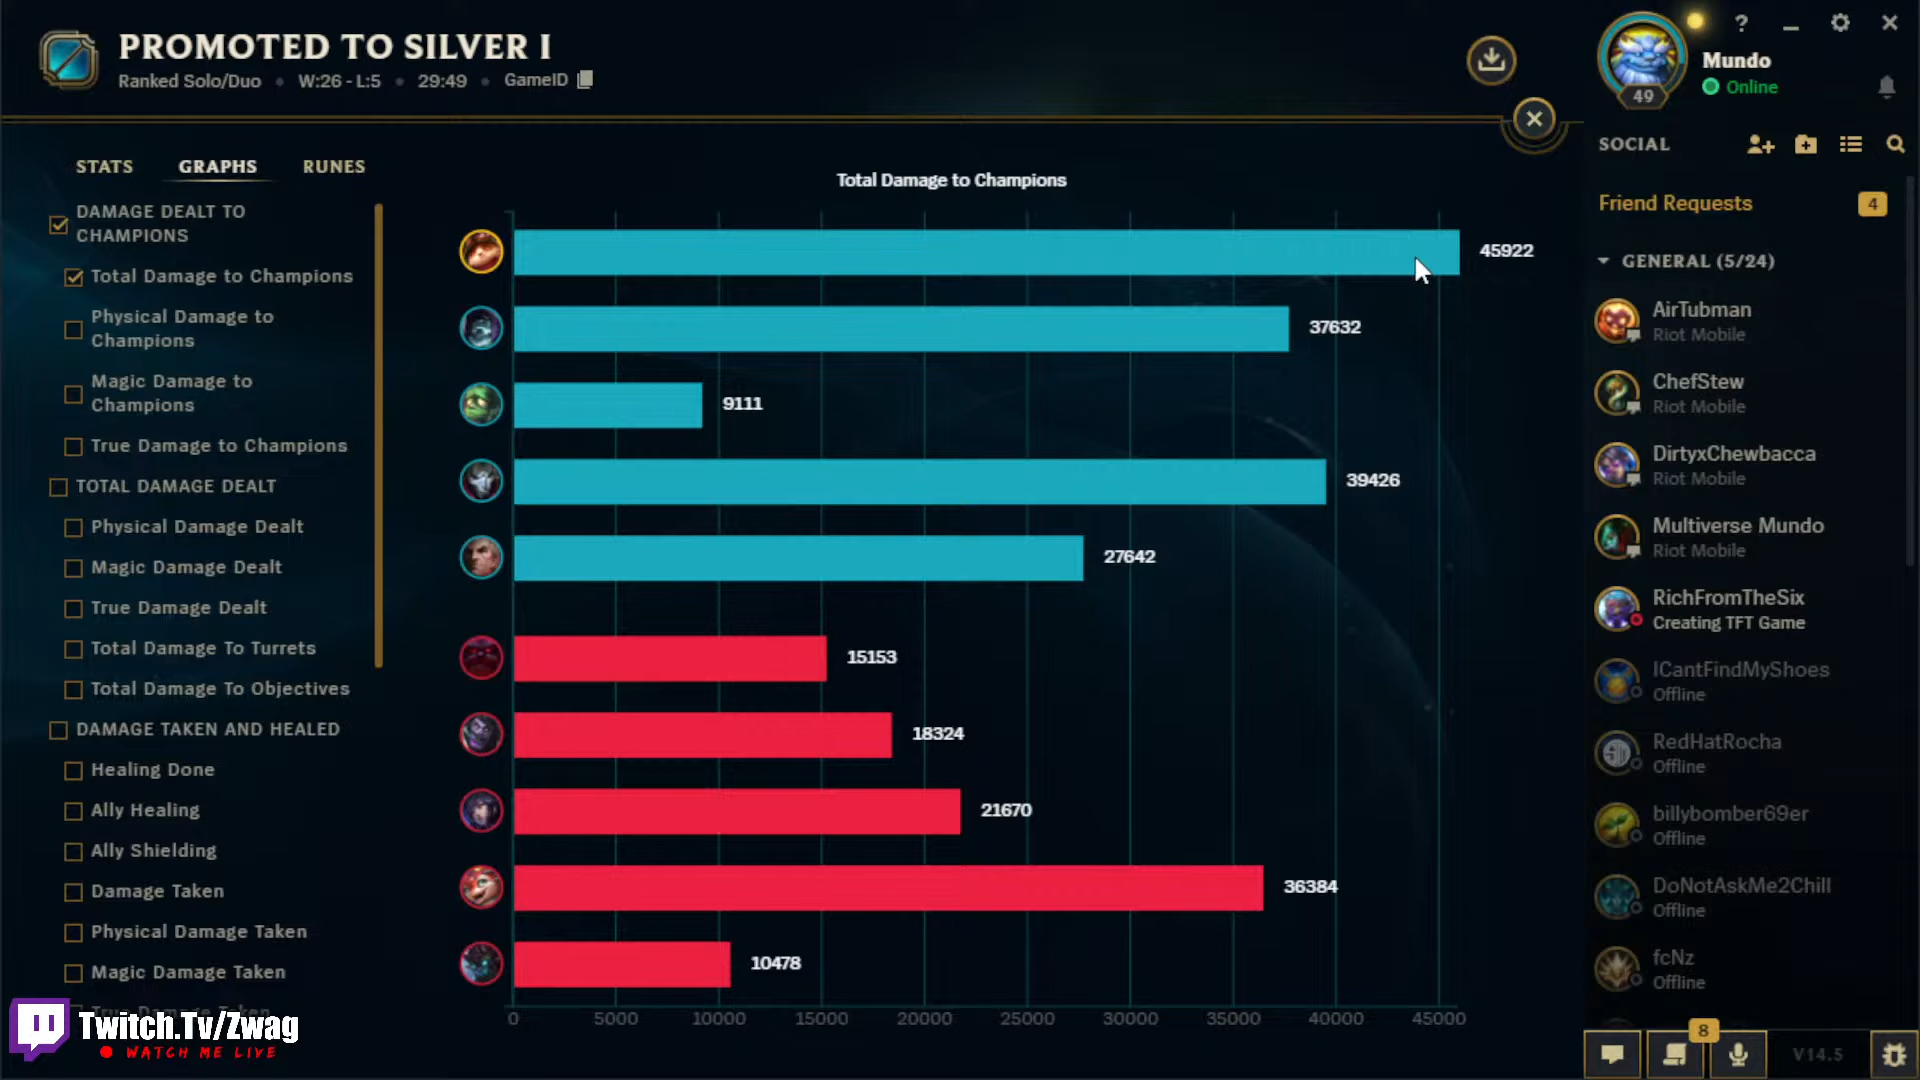 PROMOTED TO SILVER I
Ranked Solo/Duo • W:26 - L:5 • 29:49 • GameID
?
49
Mundo
Online
SOCIAL
Friend Requests
4
GENERAL (5/24)
AirTubman
Riot Mobile
ChefStew
Riot Mobile
DirtyxChewbacca
Riot Mobile
Multiverse Mundo
Riot Mobile
RichFromTheSix
Creating TFT Game
ICantFindMyShoes
Offline
RedHatRocha
Offline
billybomber69er
Offline
DoNotAskMe2Chill
Offline
fcNz
Offline
8
V14.5
STATS GRAPHS RUNES
DAMAGE DEALT TO
CHAMPIONS
Total Damage to Champions
Physical Damage to
Champions
Magic Damage to
Champions
True Damage to Champions
TOTAL DAMAGE DEALT
Physical Damage Dealt
Magic Damage Dealt
True Damage Dealt
Total Damage To Turrets
Total Damage To Objectives
DAMAGE TAKEN AND HEALED
Healing Done
Ally Healing
Ally Shielding
Damage Taken
Physical Damage Taken
Magic Damage Taken
True Damage Taken
Twitch.Tv/Zwag
WATCH ME LIVE
Total Damage to Champions
45922
37632
9111
39426
27642
15153
18324
21670
36384
10478
0 5000 10000 15000 20000 25000 30000 35000 40000 45000